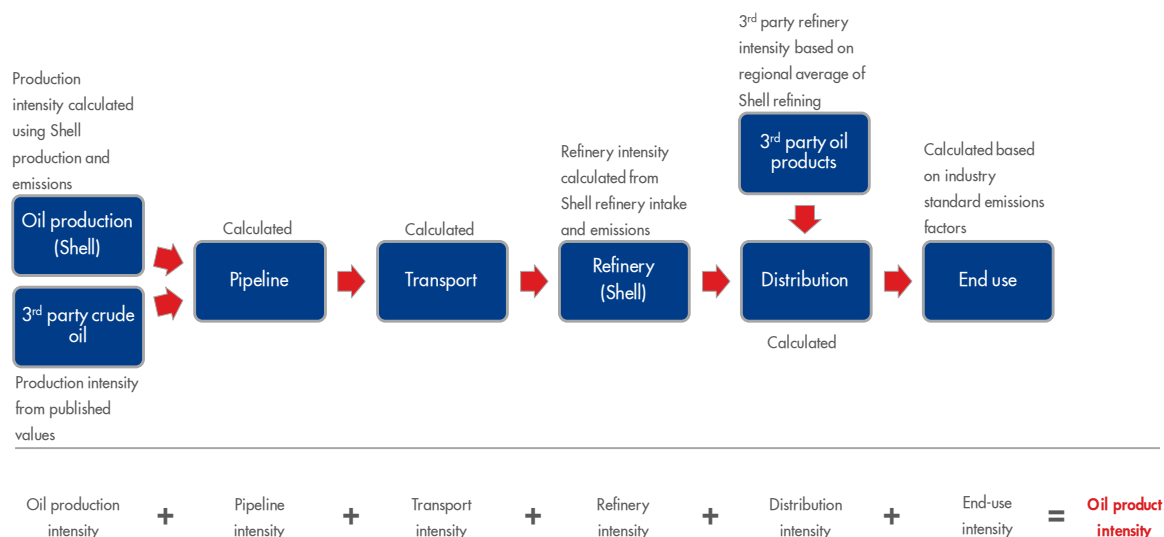 3rd party refinery
intensity based on
regional average of
Shell refining
Production
intensity calculated
using Shell
production and
emissions
3rd party oil
products
Refinery intensity
calculated from
Shell refinery intake
and emissions
Calculated based
on industry
standard emissions
factors
Oil production
(Shell)
Calculated
Calculated
Pipeline
Transport
Refinery
(Shell)
Distribution
End use
3rd party crude
oil
Calculated
Production intensity
from published
values
Oil production
intensity
+
Pipeline
intensity
+
Transport
intensity
+
Refinery
intensity
+
Distribution
intensity
+
End-use
intensity
=
Oil product
intensity